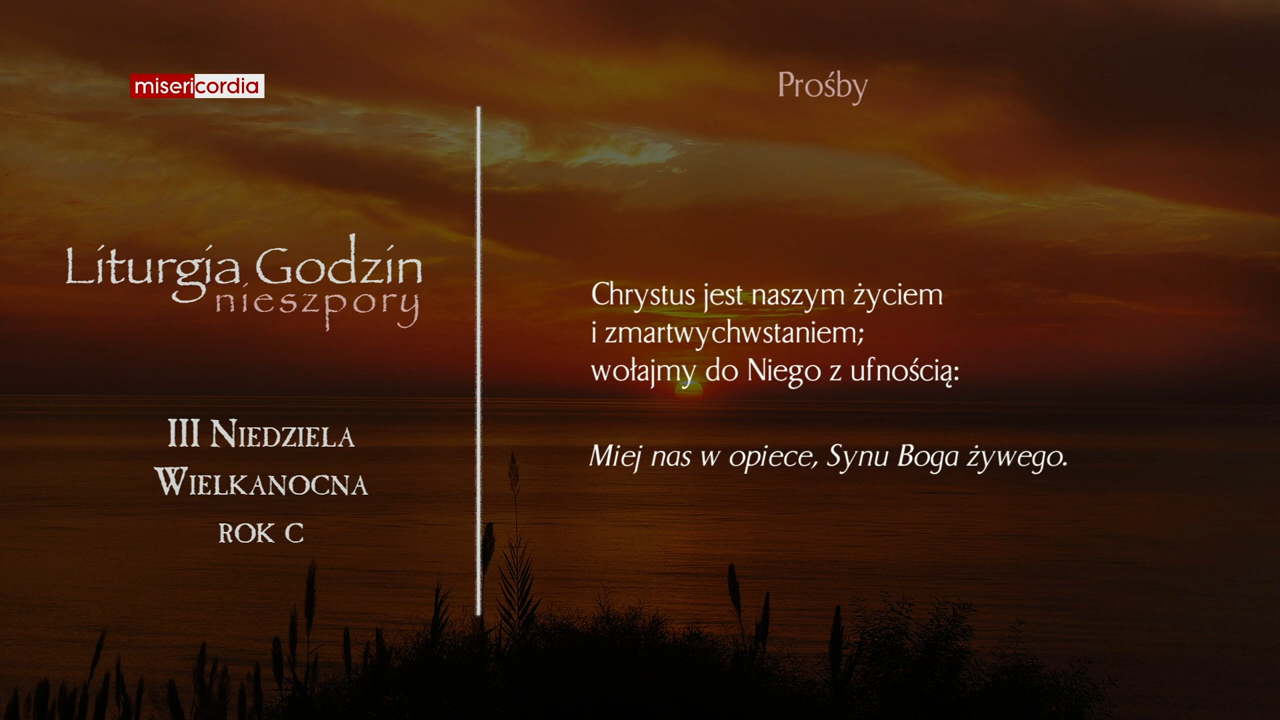 misericordia
Liturgia Godzin
nieszpory
III Niedziela
Wielkanocna
rok C
Prośby
Chrystus jest naszym życiem
i zmartwychwstaniem;
wołajmy do Niego z ufnością:
Miej nas w opiece, Synu Boga żywego.